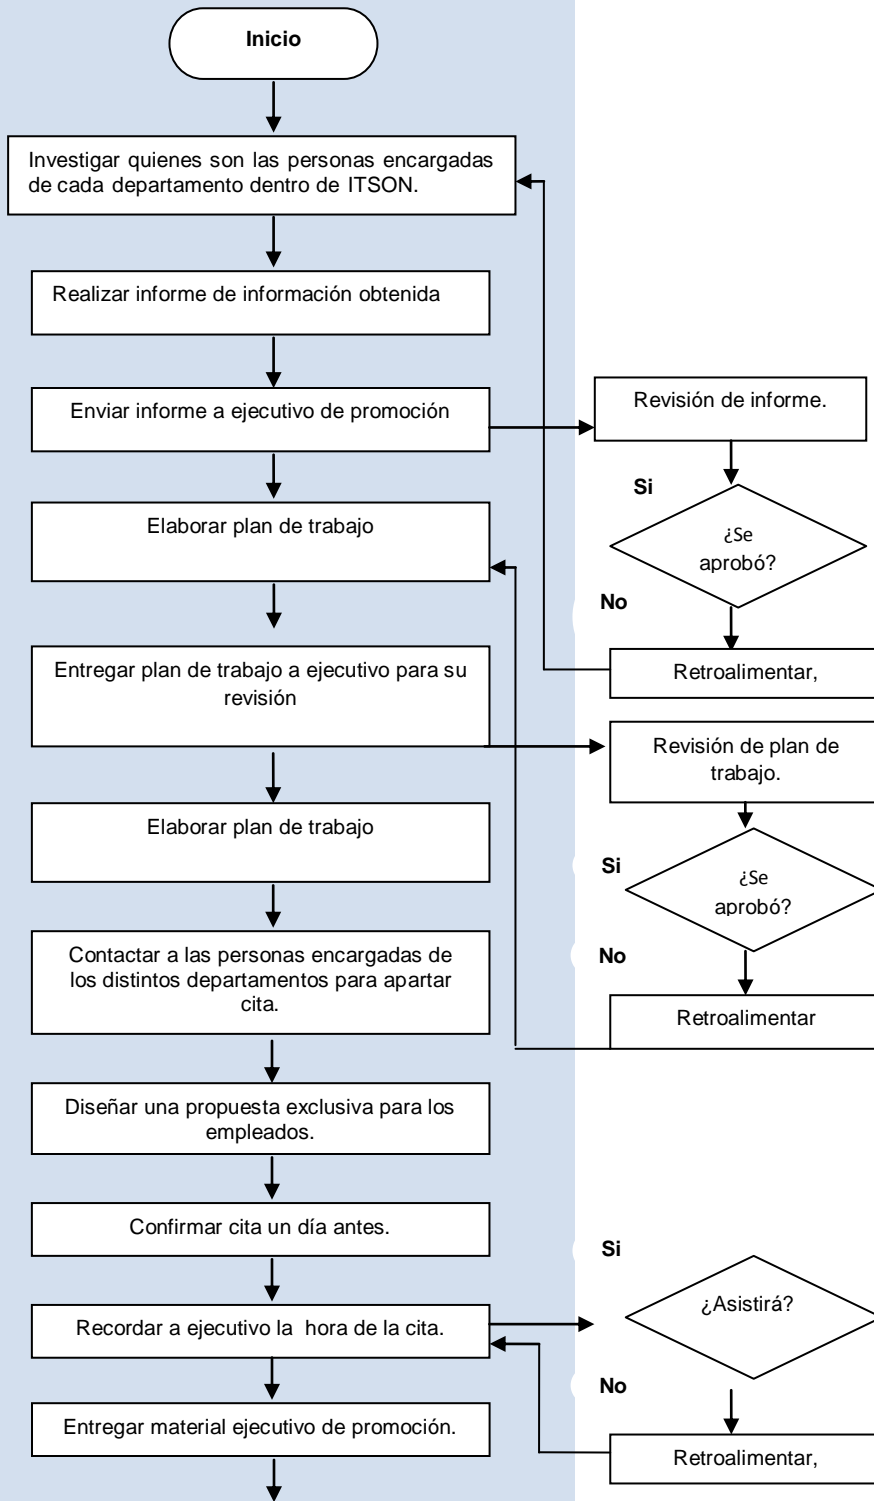 Inicio
Investigar quienes son las personas encargadas
de cada departamento dentro de ITSON.
Realizar informe de información obtenida
Enviar informe a ejecutivo de promoción
Revisión de informe.
Si
Elaborar plan de trabajo
¿Se
aprobó?
No
Entregar plan de trabajo a ejecutivo para su
revisión
Retroalimentar,
Revisión de plan de
trabajo.
Elaborar plan de trabajo
Si
¿Se
aprobó?
Contactar a las personas encargadas de
los distintos departamentos para apartar
cita.
No
Retroalimentar
Diseñar una propuesta exclusiva para los
empleados.
Confirmar cita un día antes.
Si
¿Asistirá?
Recordar a ejecutivo la  hora de la cita.
No
Entregar material ejecutivo de promoción.
Retroalimentar,